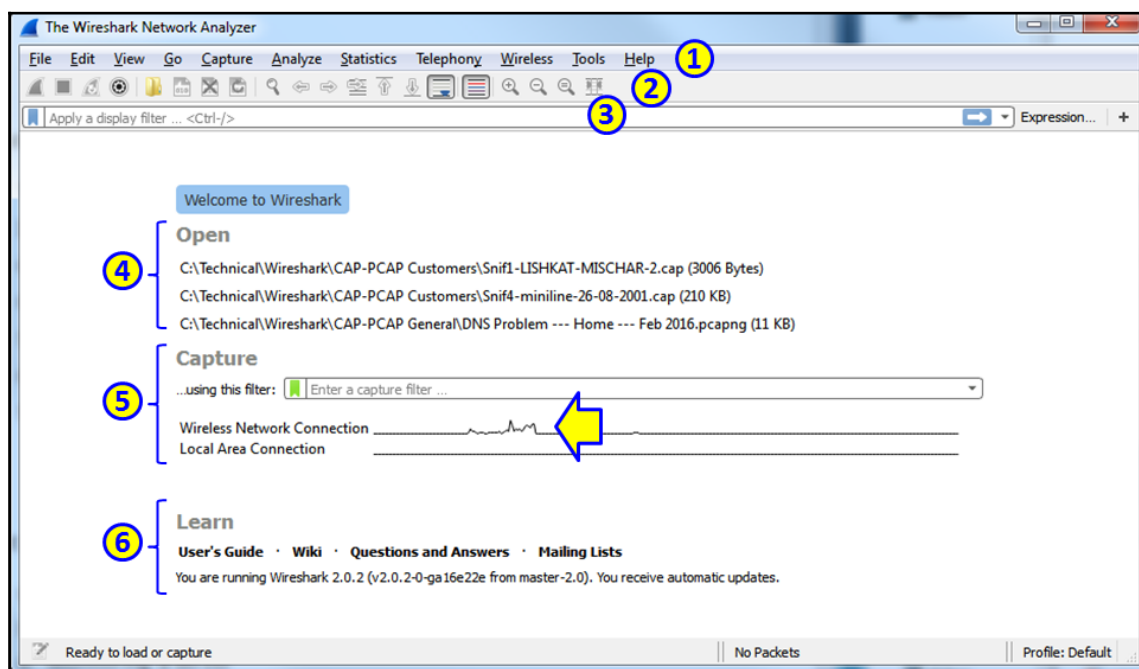 The Wireshark Network Analyzer
File Edit View Go Capture Analyze Statistics Telephony Wireless Tools Help 1
2
3
Apply a display filter ... <Ctrl-/> Expression... +
Welcome to Wireshark
Open
4
C:\Technical\Wireshark\CAP-PCAP Customers\Snif1-LISHKAT-MISCHAR-2.cap (3006 Bytes)
C:\Technical\Wireshark\CAP-PCAP Customers\Snif4-miniline-26-08-2001.cap (210 KB)
C:\Technical\Wireshark\CAP-PCAP General\DNS Problem --- Home --- Feb 2016.pcapng (11 KB)
Capture
5
...using this filter: Enter a capture filter ...
Wireless Network Connection
Local Area Connection
Learn
6
User's Guide · Wiki · Questions and Answers · Mailing Lists
You are running Wireshark 2.0.2 (v2.0.2-0-ga16e22e from master-2.0). You receive automatic updates.
Ready to load or capture No Packets Profile: Default